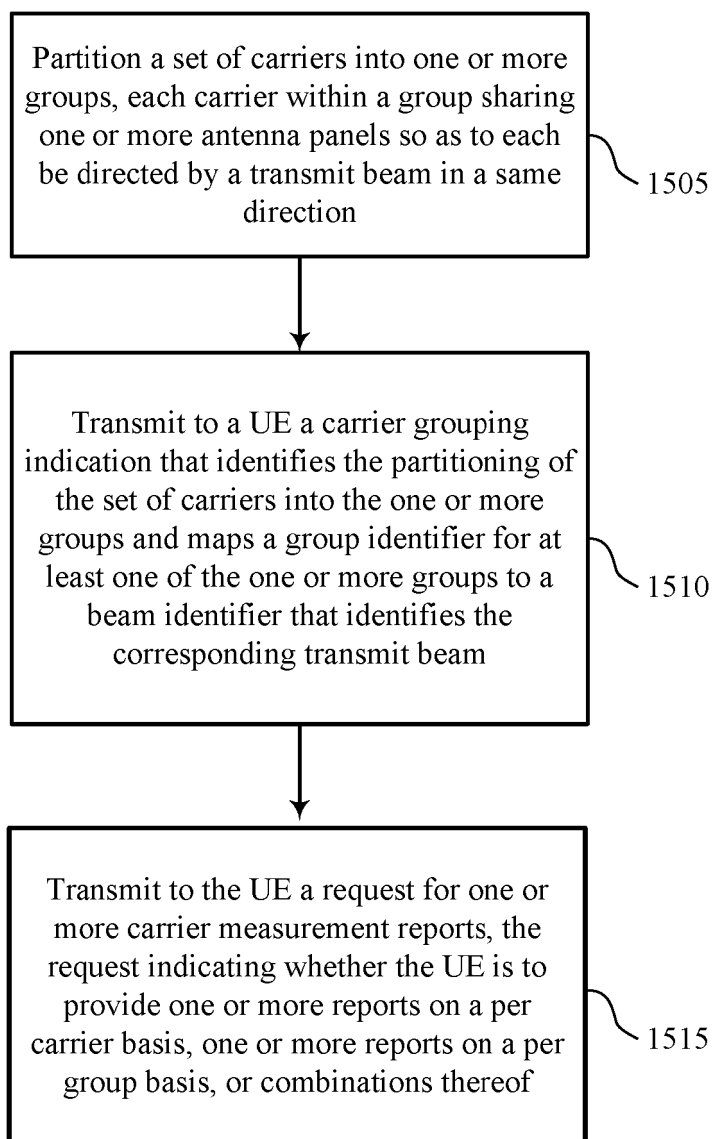 Partition a set of carriers into one or more
groups, each carrier within a group sharing
one or more antenna panels so as to each
be directed by a transmit beam in a same
direction
1505
Transmit to a UE a carrier grouping
indication that identifies the partitioning of
the set of carriers into the one or more
groups and maps a group identifier for at
least one of the one or more groups to a
beam identifier that identifies the
corresponding transmit beam
1510
Transmit to the UE a request for one or
more carrier measurement reports, the
request indicating whether the UE is to
provide one or more reports on a per
carrier basis, one or more reports on a per
group basis, or combinations thereof
1515